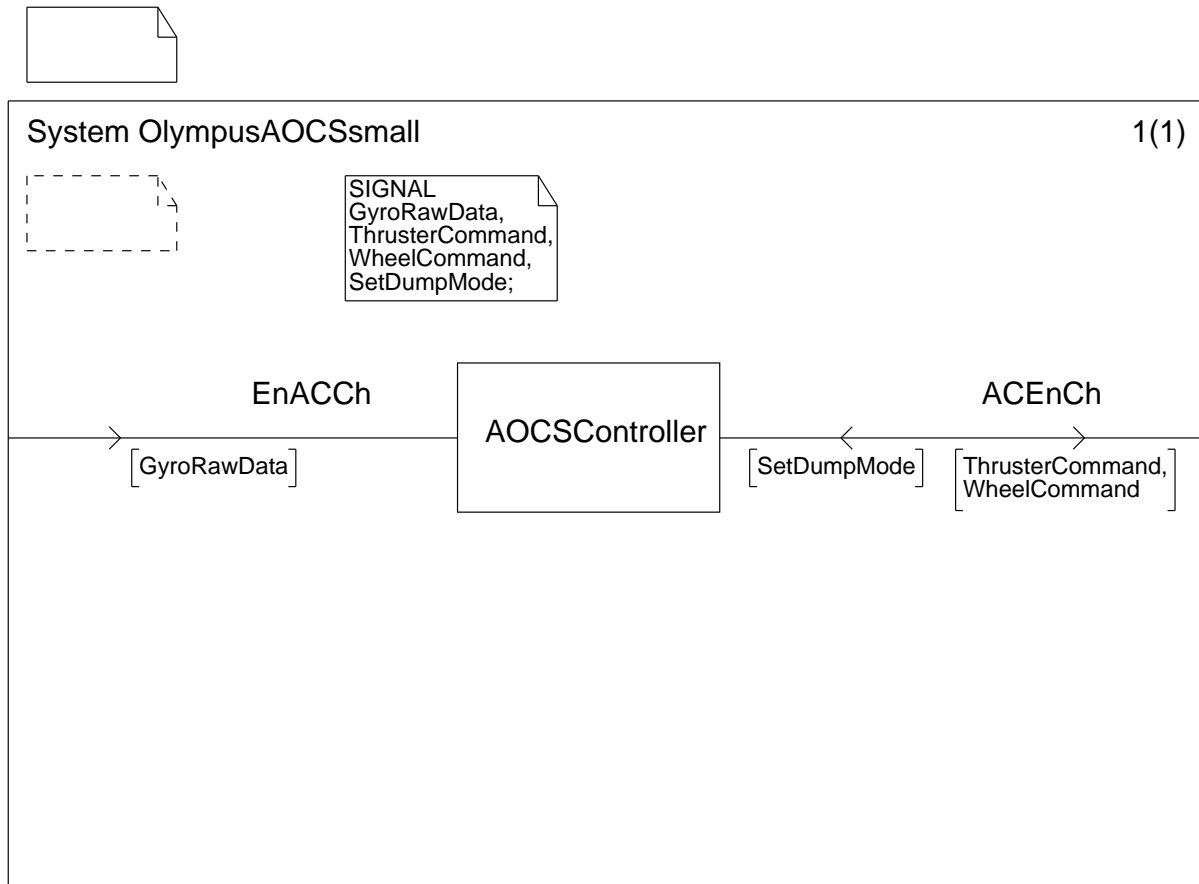 System OlympusAOCSsmall
1(1)
SIGNAL
GyroRawData,
ThrusterCommand,
WheelCommand,
SetDumpMode;
EnACCh
ACEnCh
AOCSController
[GyroRawData]
[SetDumpMode]
[ThrusterCommand,
WheelCommand]